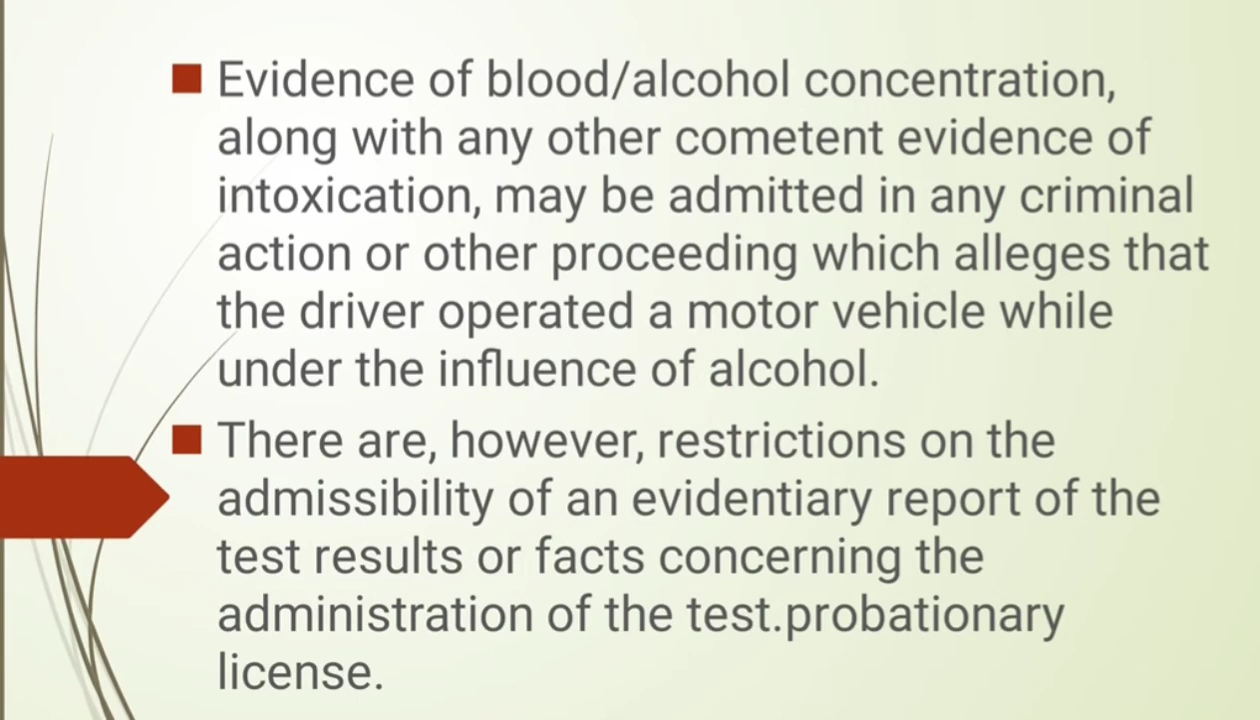 Evidence of blood/alcohol concentration,
along with any other cometent evidence of
intoxication, may be admitted in any criminal
action or other proceeding which alleges that
the driver operated a motor vehicle while
under the influence of alcohol.
There are, however, restrictions on the
admissibility of an evidentiary report of the
test results or facts concerning the
administration of the test.probationary
license.